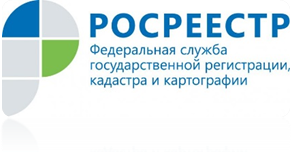 РОСРЕЕСТР
Федеральная служба
государственной регистрации,
кадастра и картографии